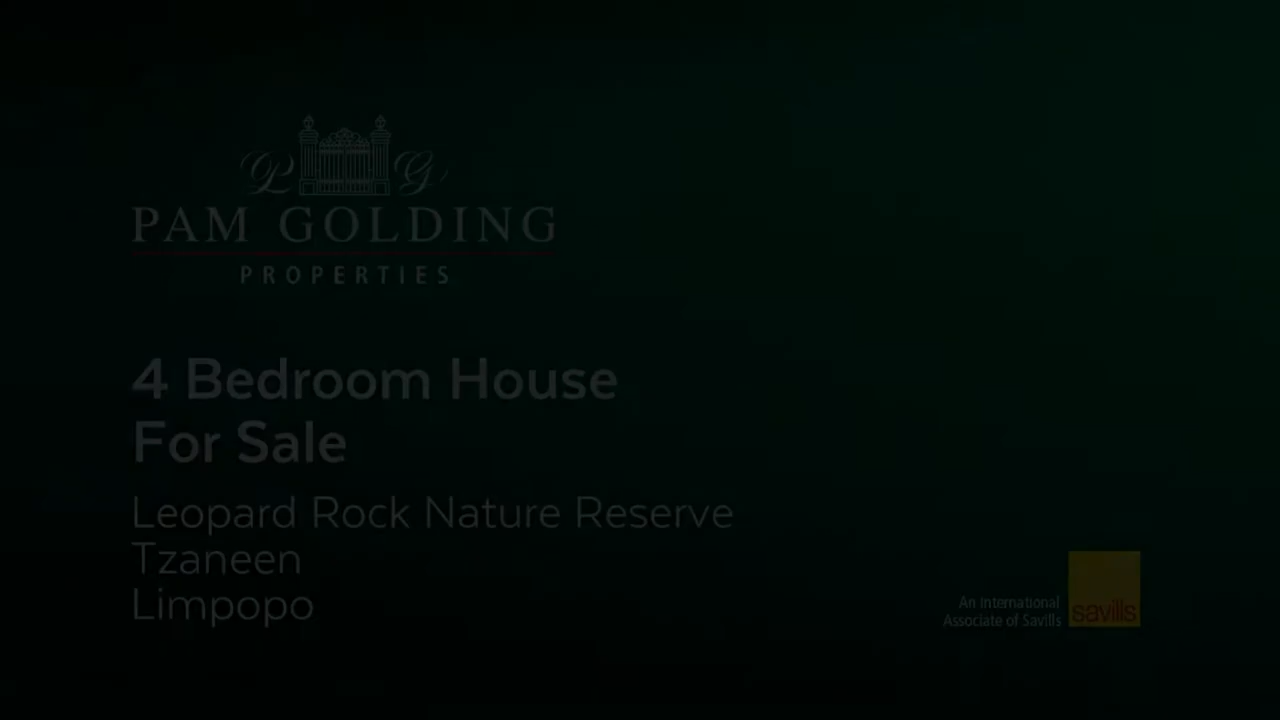 P G
PAM GOLDING
PROPERTIES
4 Bedroom House
For Sale
Leopard Rock Nature Reserve
Tzaneen
Limpopo
An International
Associate of Savills
savills